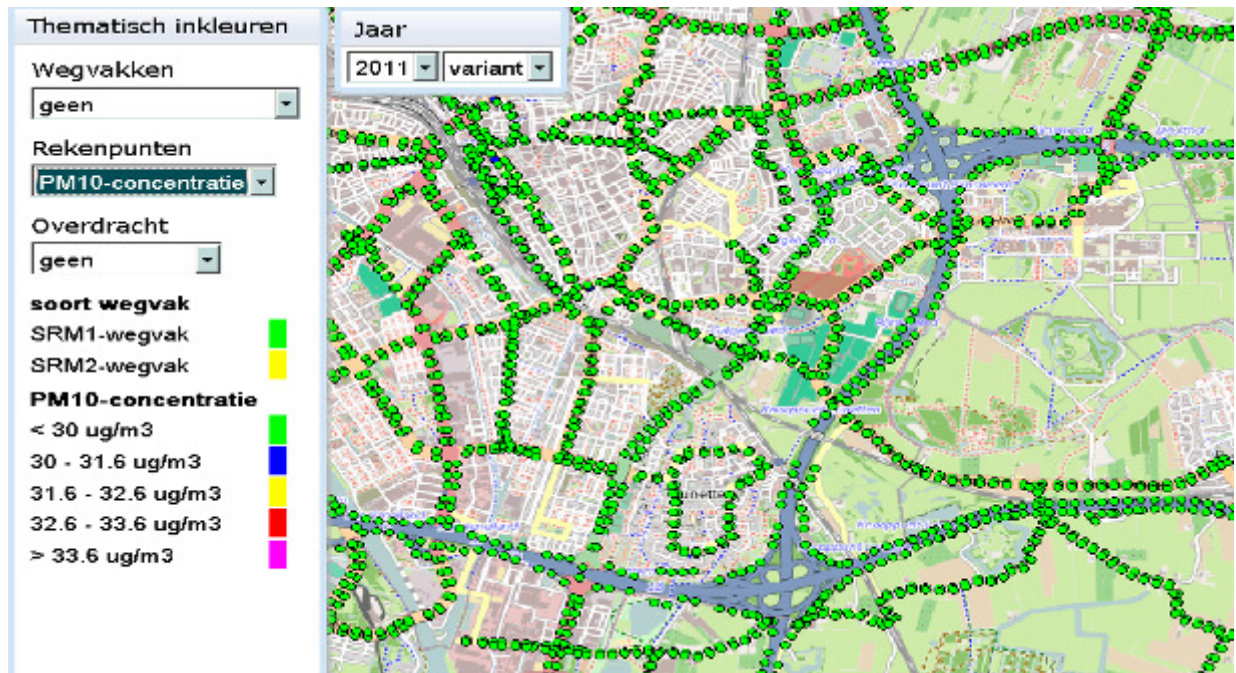 Thematisch inkleuren
Wegvakken
geen
Rekenpunten
PM10-concentratie
Overdracht
geen
soort wegvak
SRM1-wegvak
SRM2-wegvak
PM10-concentratie
< 30 ug/m3
30 - 31.6 ug/m3
31.6 - 32.6 ug/m3
32.6 - 33.6 ug/m3
> 33.6 ug/m3
Jaar
2011 variant